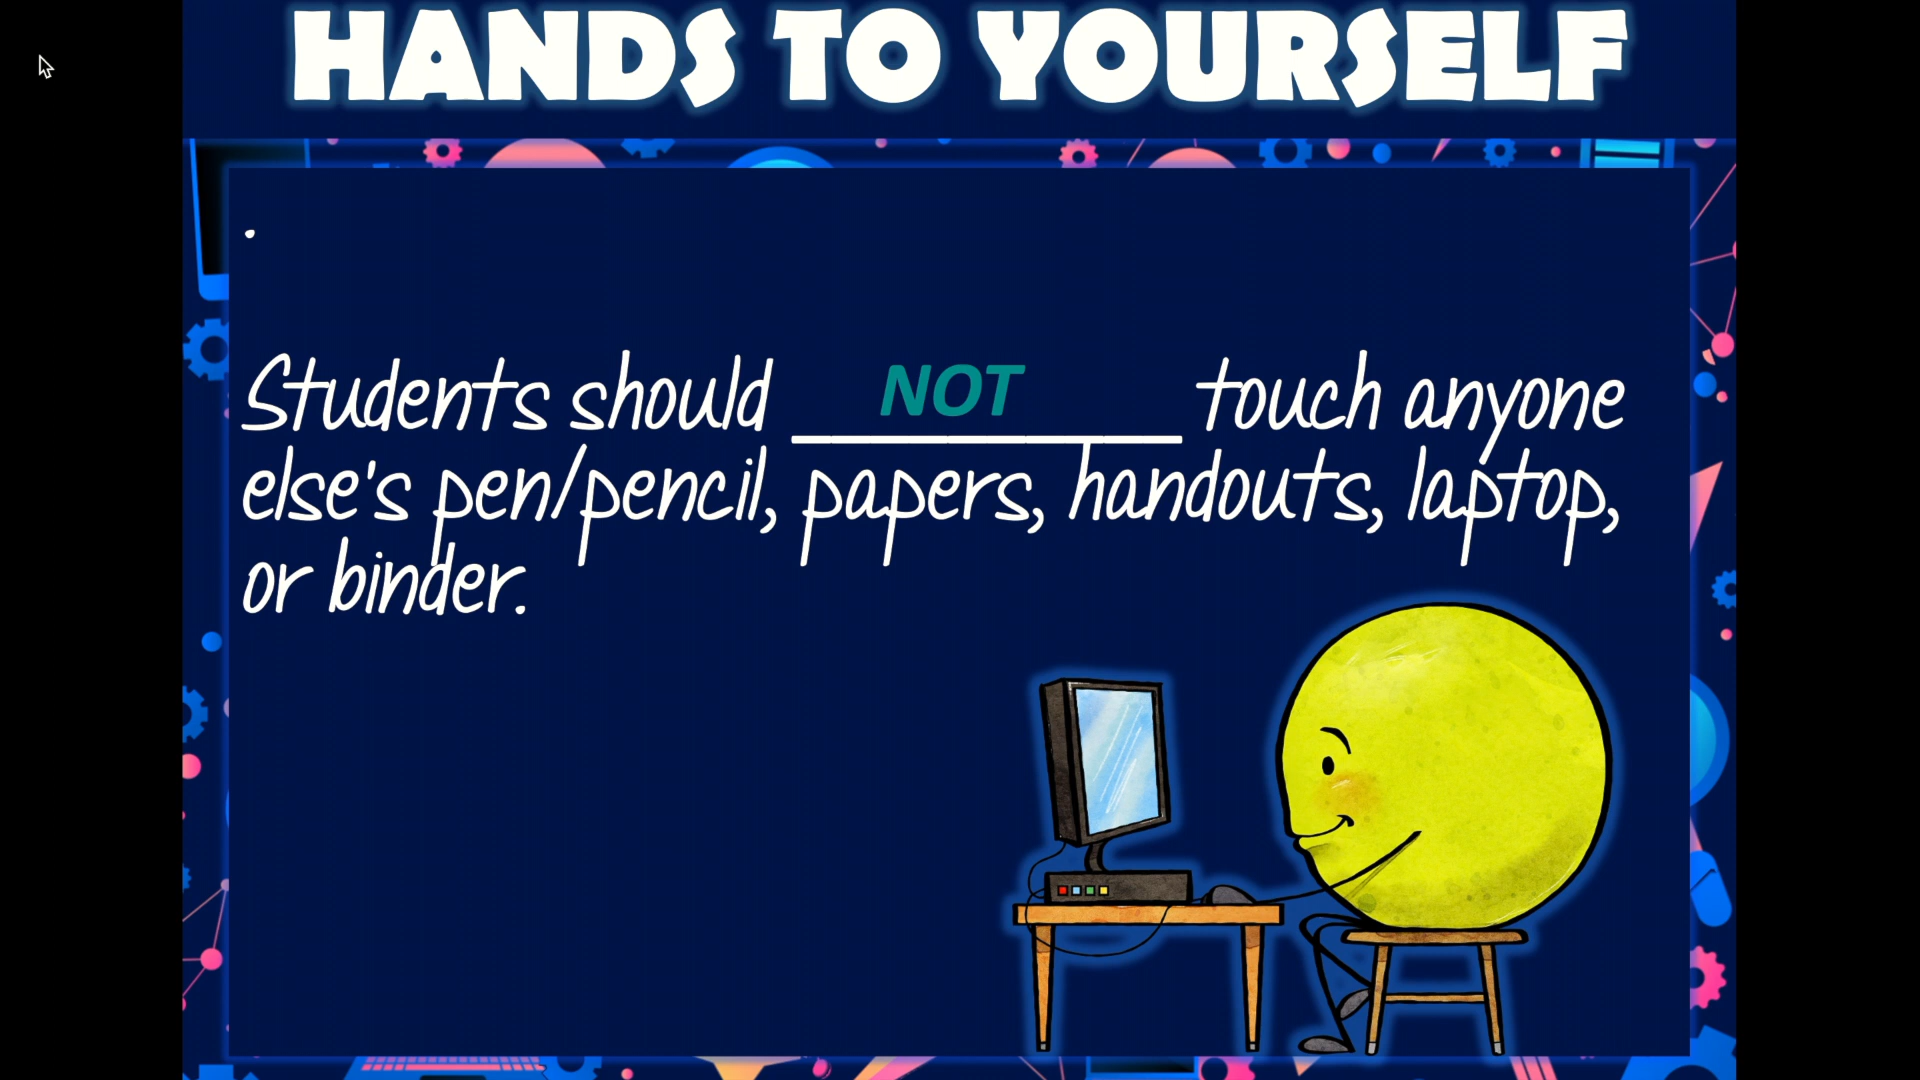 HANDS TO YOURSELF
.
Students should NOT touch anyone
else's pen/pencil, papers, handouts, laptop,
or binder.